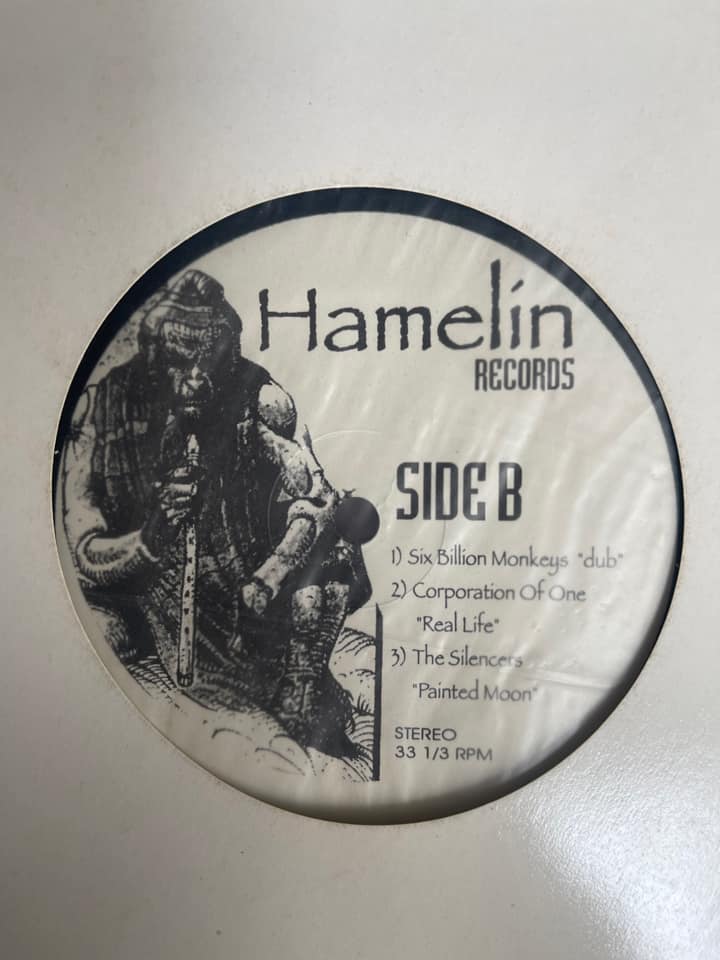 Hamelin
RECORDS
SIDE B
1) Six Billion Monkeys "dub"
2) Corporation Of One
"Real Life"
3) The Silencers
"Painted Moon"
STEREO
33 1/3 RPM